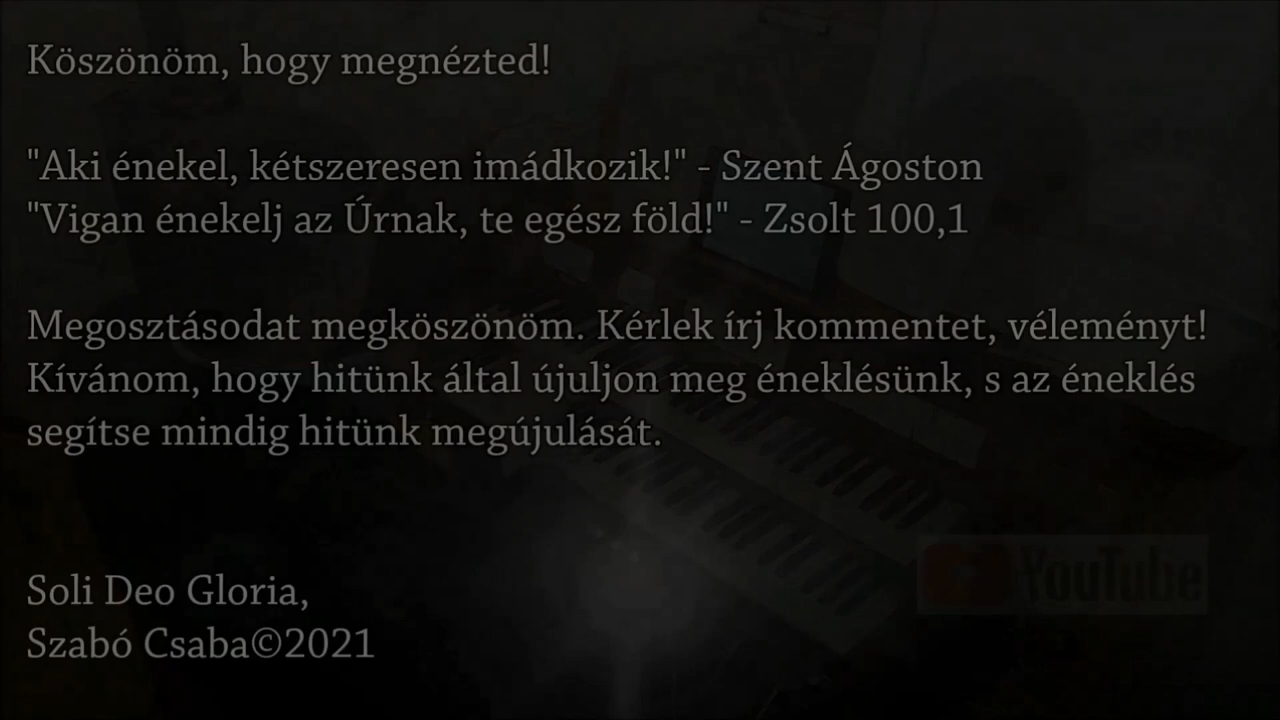 Köszönöm, hogy megnézted!
"Aki énekel, kétszeresen imádkozik!" - Szent Ágoston
"Vigan énekelj az Úrnak, te egész föld!" - Zsolt 100,1
Megosztásodat megköszönöm. Kérlek írj kommentet, véleményt!
Kívánom, hogy hitünk által újuljon meg éneklésünk, s az éneklés
segítse mindig hitünk megújulását.
YouTube
Soli Deo Gloria,
Szabó Csaba©2021